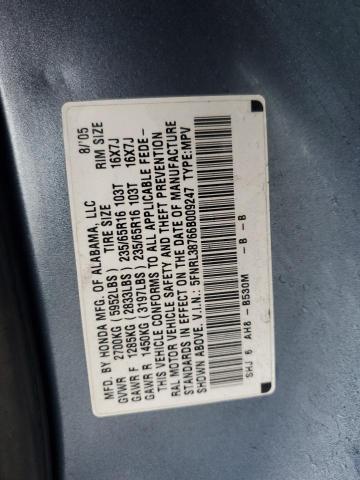 MFD. BY HONDA MFG. OF ALABAMA, LLC 8/'05
GVWR 2700KG (5952LBS) TIRE SIZE RIM SIZE
GAWR F 1285KG (2833LBS) 235/65R16 103T 16X7J
GAWR R 1450KG (3197LBS) 235/65R16 103T 16X7J
THIS VEHICLE CONFORMS TO ALL APPLICABLE FEDE-
RAL MOTOR VEHICLE SAFETY AND THEFT PREVENTION
STANDARDS IN EFFECT ON THE DATE OF MANUFACTURE
SHOWN ABOVE. V.I.N.: 5FNRL38766B009247 TYPE:MPV
SHJ 6 AH8 - B530M - B - B